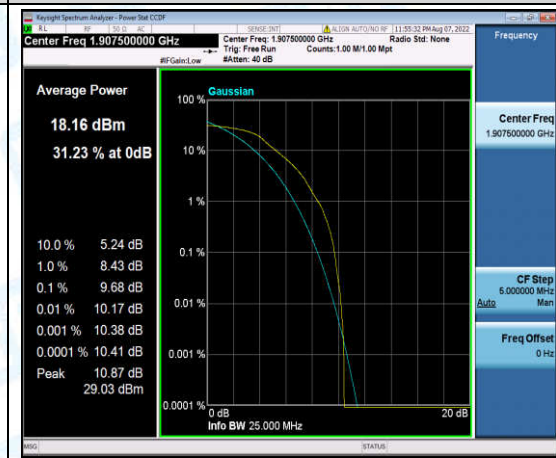 Keysight Spectrum Analyzer - Power Stat CCDF
RL RF 50 Ω AC SENSE:INT ALIGN AUTO/NO RF 11:55:32 PM Aug 07, 2022
Center Freq 1.907500000 GHz
Center Freq: 1.907500000 GHz Radio Std: None
Trig: Free Run Counts:1.00 M/1.00 Mpt
#IFGain:Low #Atten: 40 dB
Frequency
Average Power
18.16 dBm
31.23 % at 0dB
10.0 % 5.24 dB
1.0 % 8.43 dB
0.1 % 9.68 dB
0.01 % 10.17 dB
0.001 % 10.38 dB
0.0001 % 10.41 dB
Peak 10.87 dB
29.03 dBm
Gaussian
100 %
10 %
1 %
0.1 %
0.01 %
0.001 %
0.0001 %
0 dB 20 dB
Info BW 25.000 MHz
Center Freq
1.907500000 GHz
CF Step
5.000000 MHz
Auto Man
Freq Offset
0 Hz
MSG STATUS